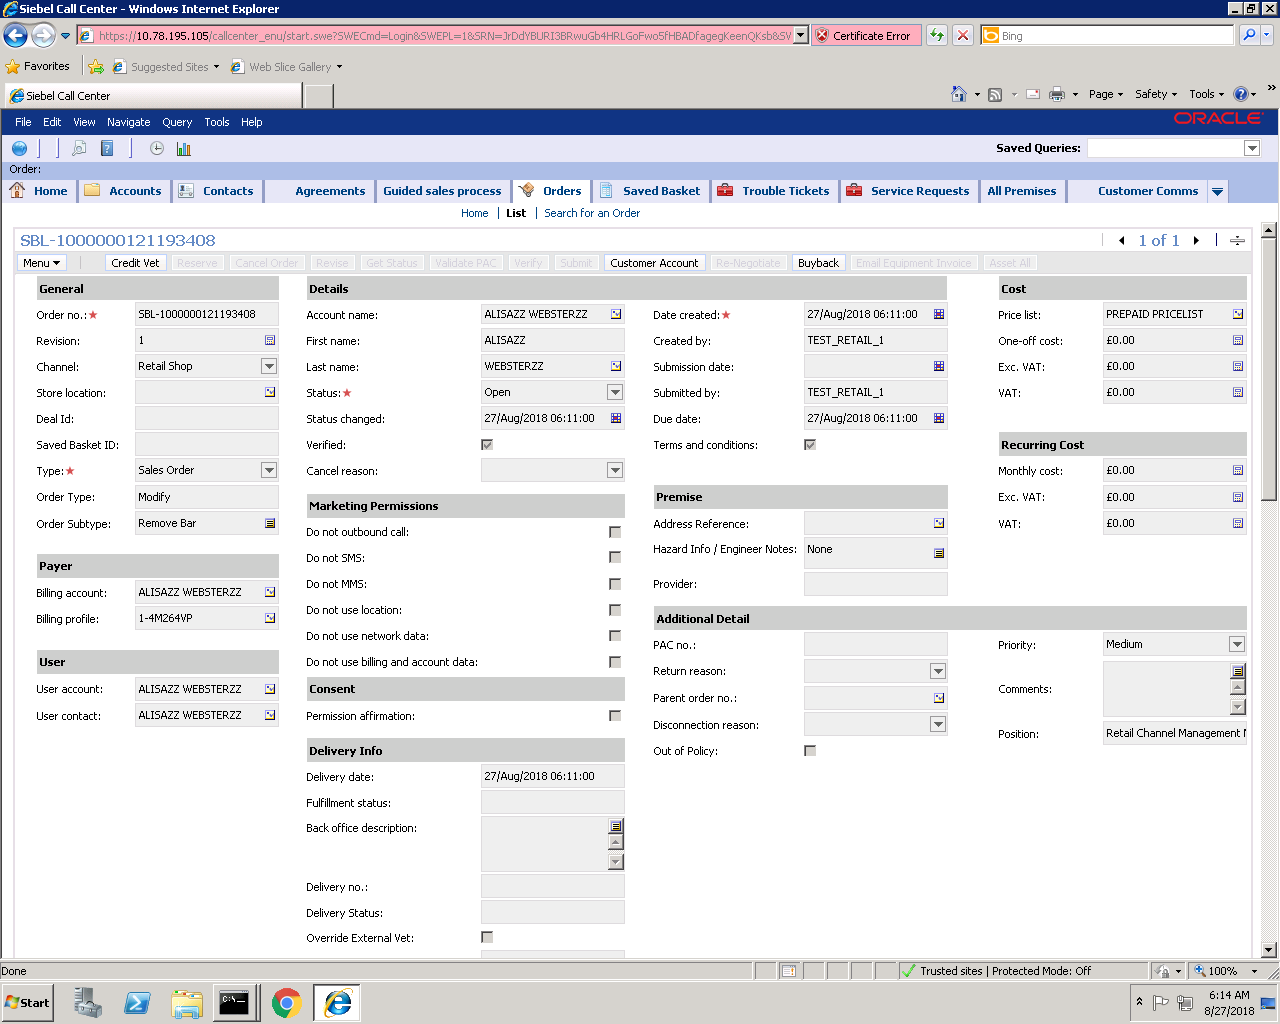 Siebel Call Center - Windows Internet Explorer
https://10.78.195.105/callcenter_enu/start.swe?SWECmd=Login&SWEPL=1&SRN=JrDdYBURI3BRwuGb4HRLGoFwo5fHBADfagegKeenQKsb&SV
Certificate Error
Bing
Favorites
Suggested Sites
Web Slice Gallery
Siebel Call Center
Page
Safety
Tools
File Edit View Navigate Query Tools Help
ORACLE
Saved Queries:
Order:
Home Accounts Contacts Agreements Guided sales process Orders Saved Basket Trouble Tickets Service Requests All Premises Customer Comms
Home | List | Search for an Order
SBL-1000000121193408
1 of 1
Menu Credit Vet Reserve Cancel Order Revise Get Status Validate PAC Verify Submit Customer Account Re-Negotiate Buyback Email Equipment Invoice Asset All
General
Order no.:★ SBL-1000000121193408
Revision: 1
Channel: Retail Shop
Store location:
Deal Id:
Saved Basket ID:
Type:★ Sales Order
Order Type: Modify
Order Subtype: Remove Bar
Payer
Billing account: ALISAZZ WEBSTERZZ
Billing profile: 1-4M264VP
User
User account: ALISAZZ WEBSTERZZ
User contact: ALISAZZ WEBSTERZZ
Details
Account name: ALISAZZ WEBSTERZZ
First name: ALISAZZ
Last name: WEBSTERZZ
Status:★ Open
Status changed: 27/Aug/2018 06:11:00
Verified:
Cancel reason:
Marketing Permissions
Do not outbound call:
Do not SMS:
Do not MMS:
Do not use location:
Do not use network data:
Do not use billing and account data:
Consent
Permission affirmation:
Delivery Info
Delivery date: 27/Aug/2018 06:11:00
Fulfillment status:
Back office description:
Delivery no.:
Delivery Status:
Override External Vet:
Date created:★ 27/Aug/2018 06:11:00
Created by: TEST_RETAIL_1
Submission date:
Submitted by: TEST_RETAIL_1
Due date: 27/Aug/2018 06:11:00
Terms and conditions:
Premise
Address Reference:
Hazard Info / Engineer Notes: None
Provider:
Additional Detail
PAC no.:
Return reason:
Parent order no.:
Disconnection reason:
Out of Policy:
Priority: Medium
Comments:
Position: Retail Channel Management
Cost
Price list: PREPAID PRICELIST
One-off cost: £0.00
Exc. VAT: £0.00
VAT: £0.00
Recurring Cost
Monthly cost: £0.00
Exc. VAT: £0.00
VAT: £0.00
Done
Trusted sites | Protected Mode: Off
100%
Start
C:\.
6:14 AM
8/27/2018